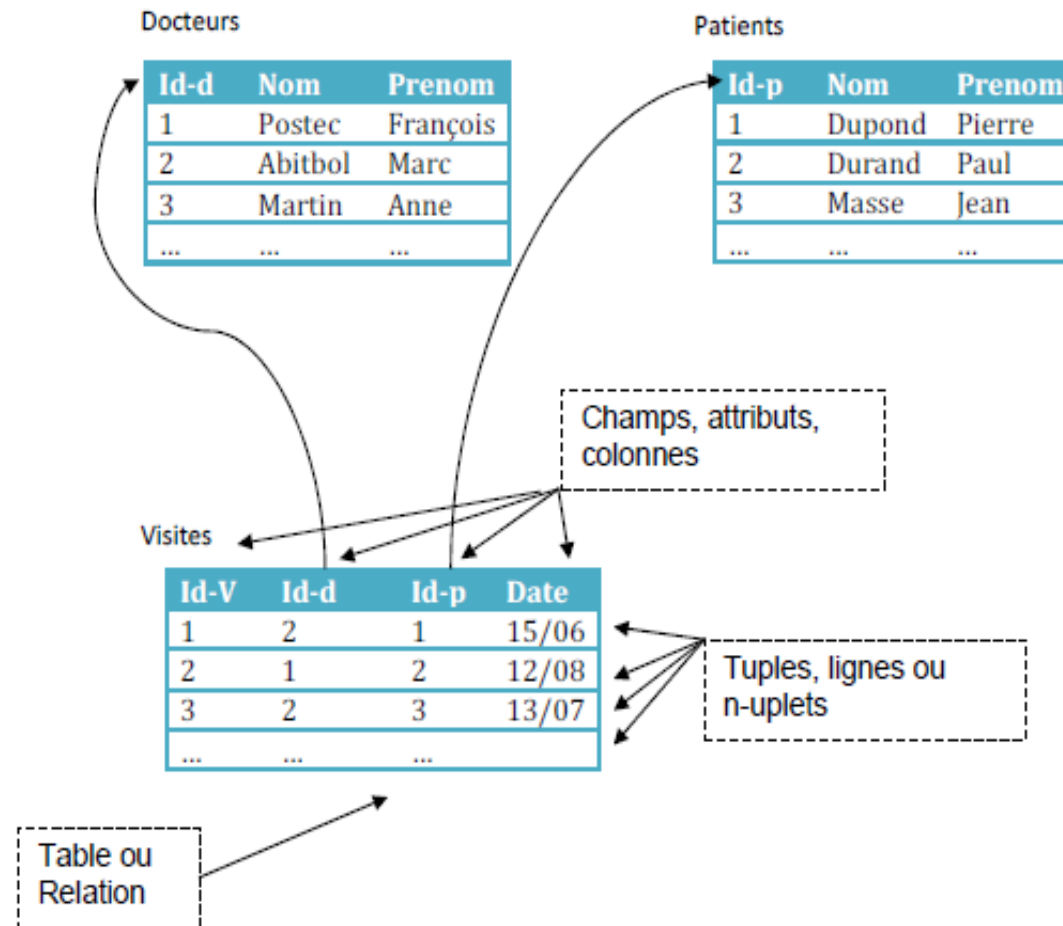 Docteurs
Id-d Nom Prenom
1 Postec François
2 Abitbol Marc
3 Martin Anne
... ... ...
Patients
Id-p Nom Prenom
1 Dupond Pierre
2 Durand Paul
3 Masse Jean
... ... ...
Champs, attributs,
colonnes
Visites
Id-V Id-d Id-p Date
1 2 1 15/06
2 1 2 12/08
3 2 3 13/07
... ... ...
Tuples, lignes ou
n-uplets
Table ou
Relation